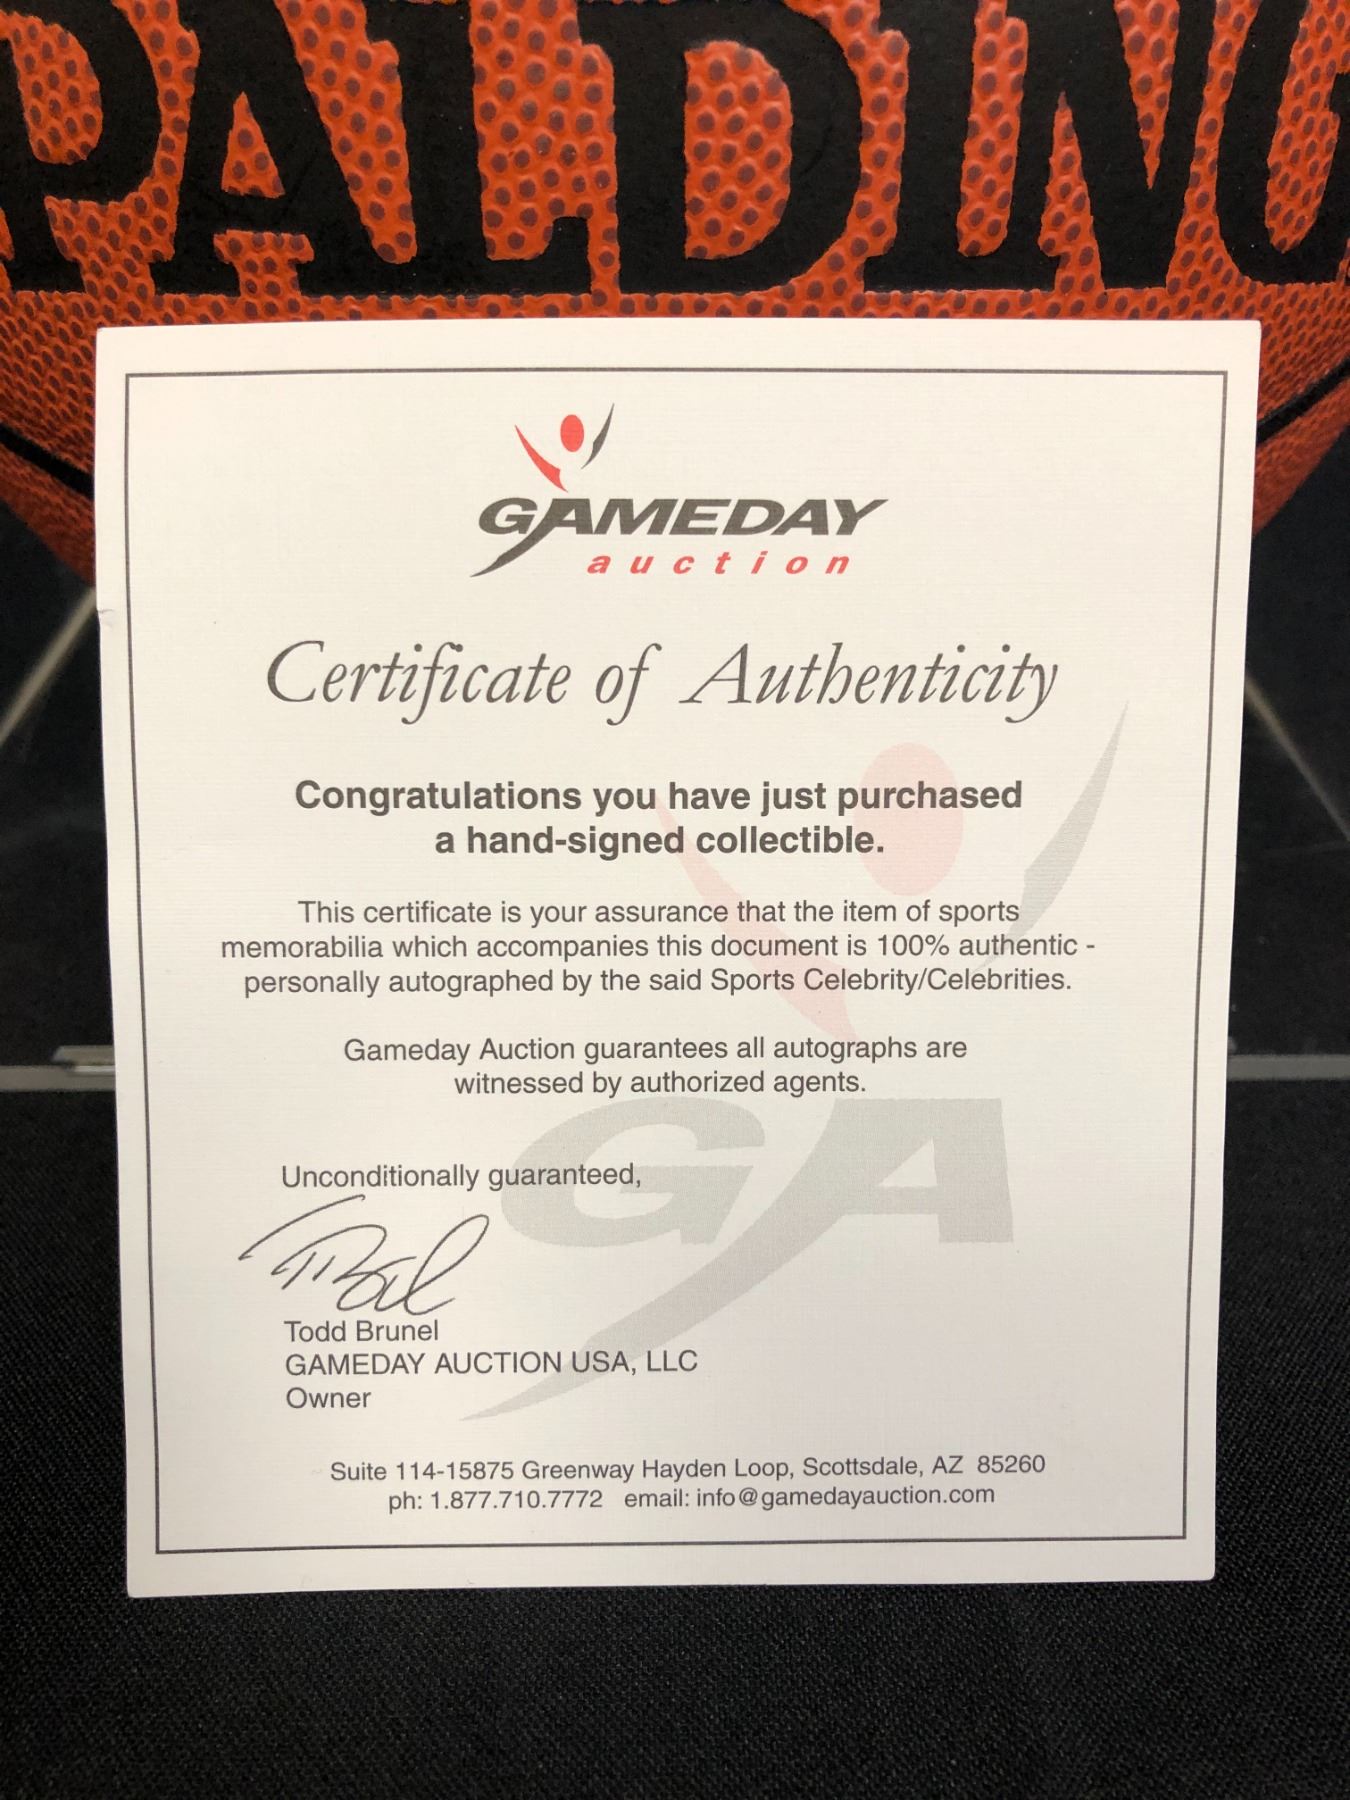 SPALDING
GAMEDAY
auction
Certificate of Authenticity
Congratulations you have just purchased
a hand-signed collectible.
This certificate is your assurance that the item of sports
memorabilia which accompanies this document is 100% authentic -
personally autographed by the said Sports Celebrity/Celebrities.
Gameday Auction guarantees all autographs are
witnessed by authorized agents.
GA
Unconditionally guaranteed,
Todd Brunel
GAMEDAY AUCTION USA, LLC
Owner
Suite 114-15875 Greenway Hayden Loop, Scottsdale, AZ 85260
ph: 1.877.710.7772 email: info@gamedayauction.com